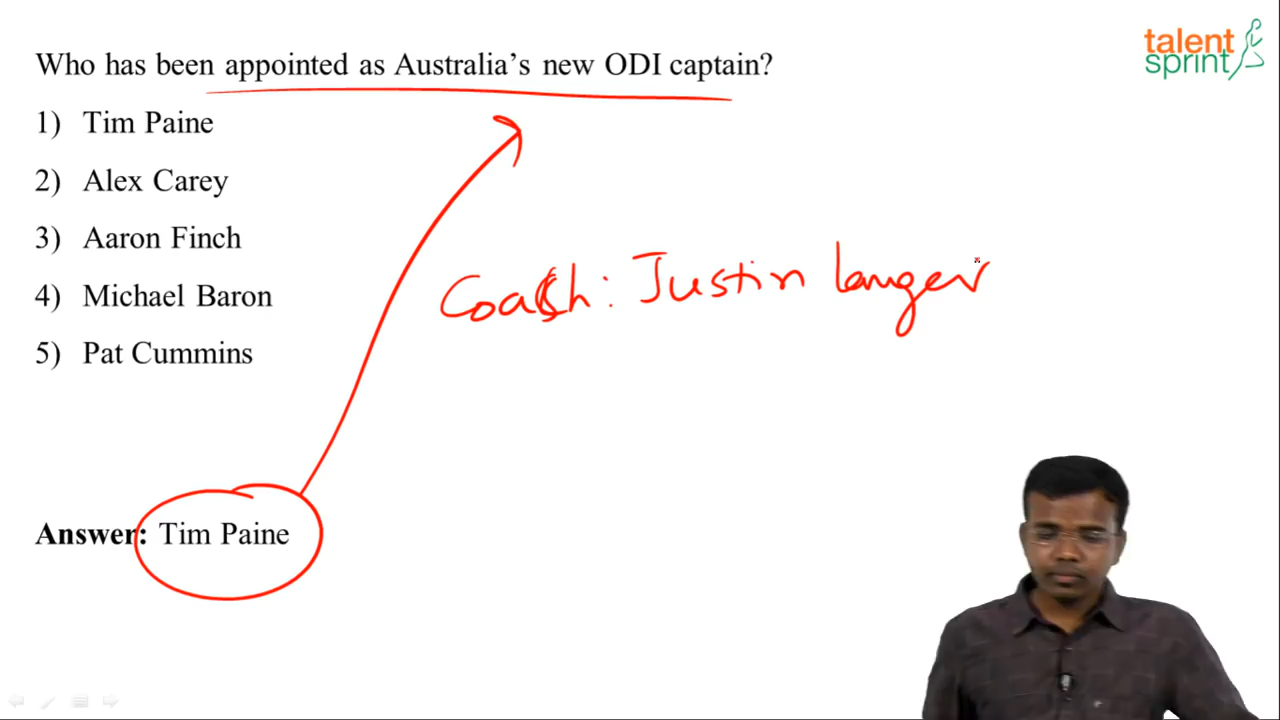 talent
sprint
Who has been appointed as Australia's new ODI captain?
1) Tim Paine
2) Alex Carey
3) Aaron Finch
4) Michael Baron
5) Pat Cummins
Coach: Justin langer
Answer: Tim Paine